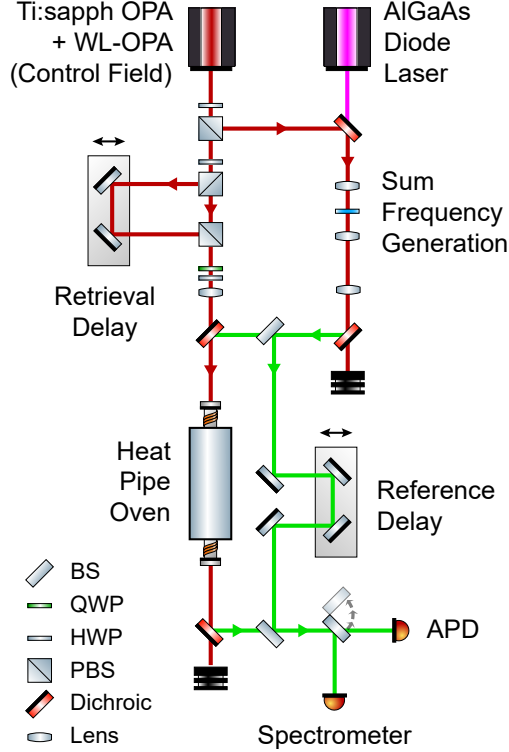 Ti:sapph OPA
+ WL-OPA
(Control Field)
AlGaAs
Diode
Laser
Sum
Frequency
Generation
Retrieval
Delay
Heat
Pipe
Oven
Reference
Delay
BS
QWP
HWP
PBS
Dichroic
Lens
APD
Spectrometer